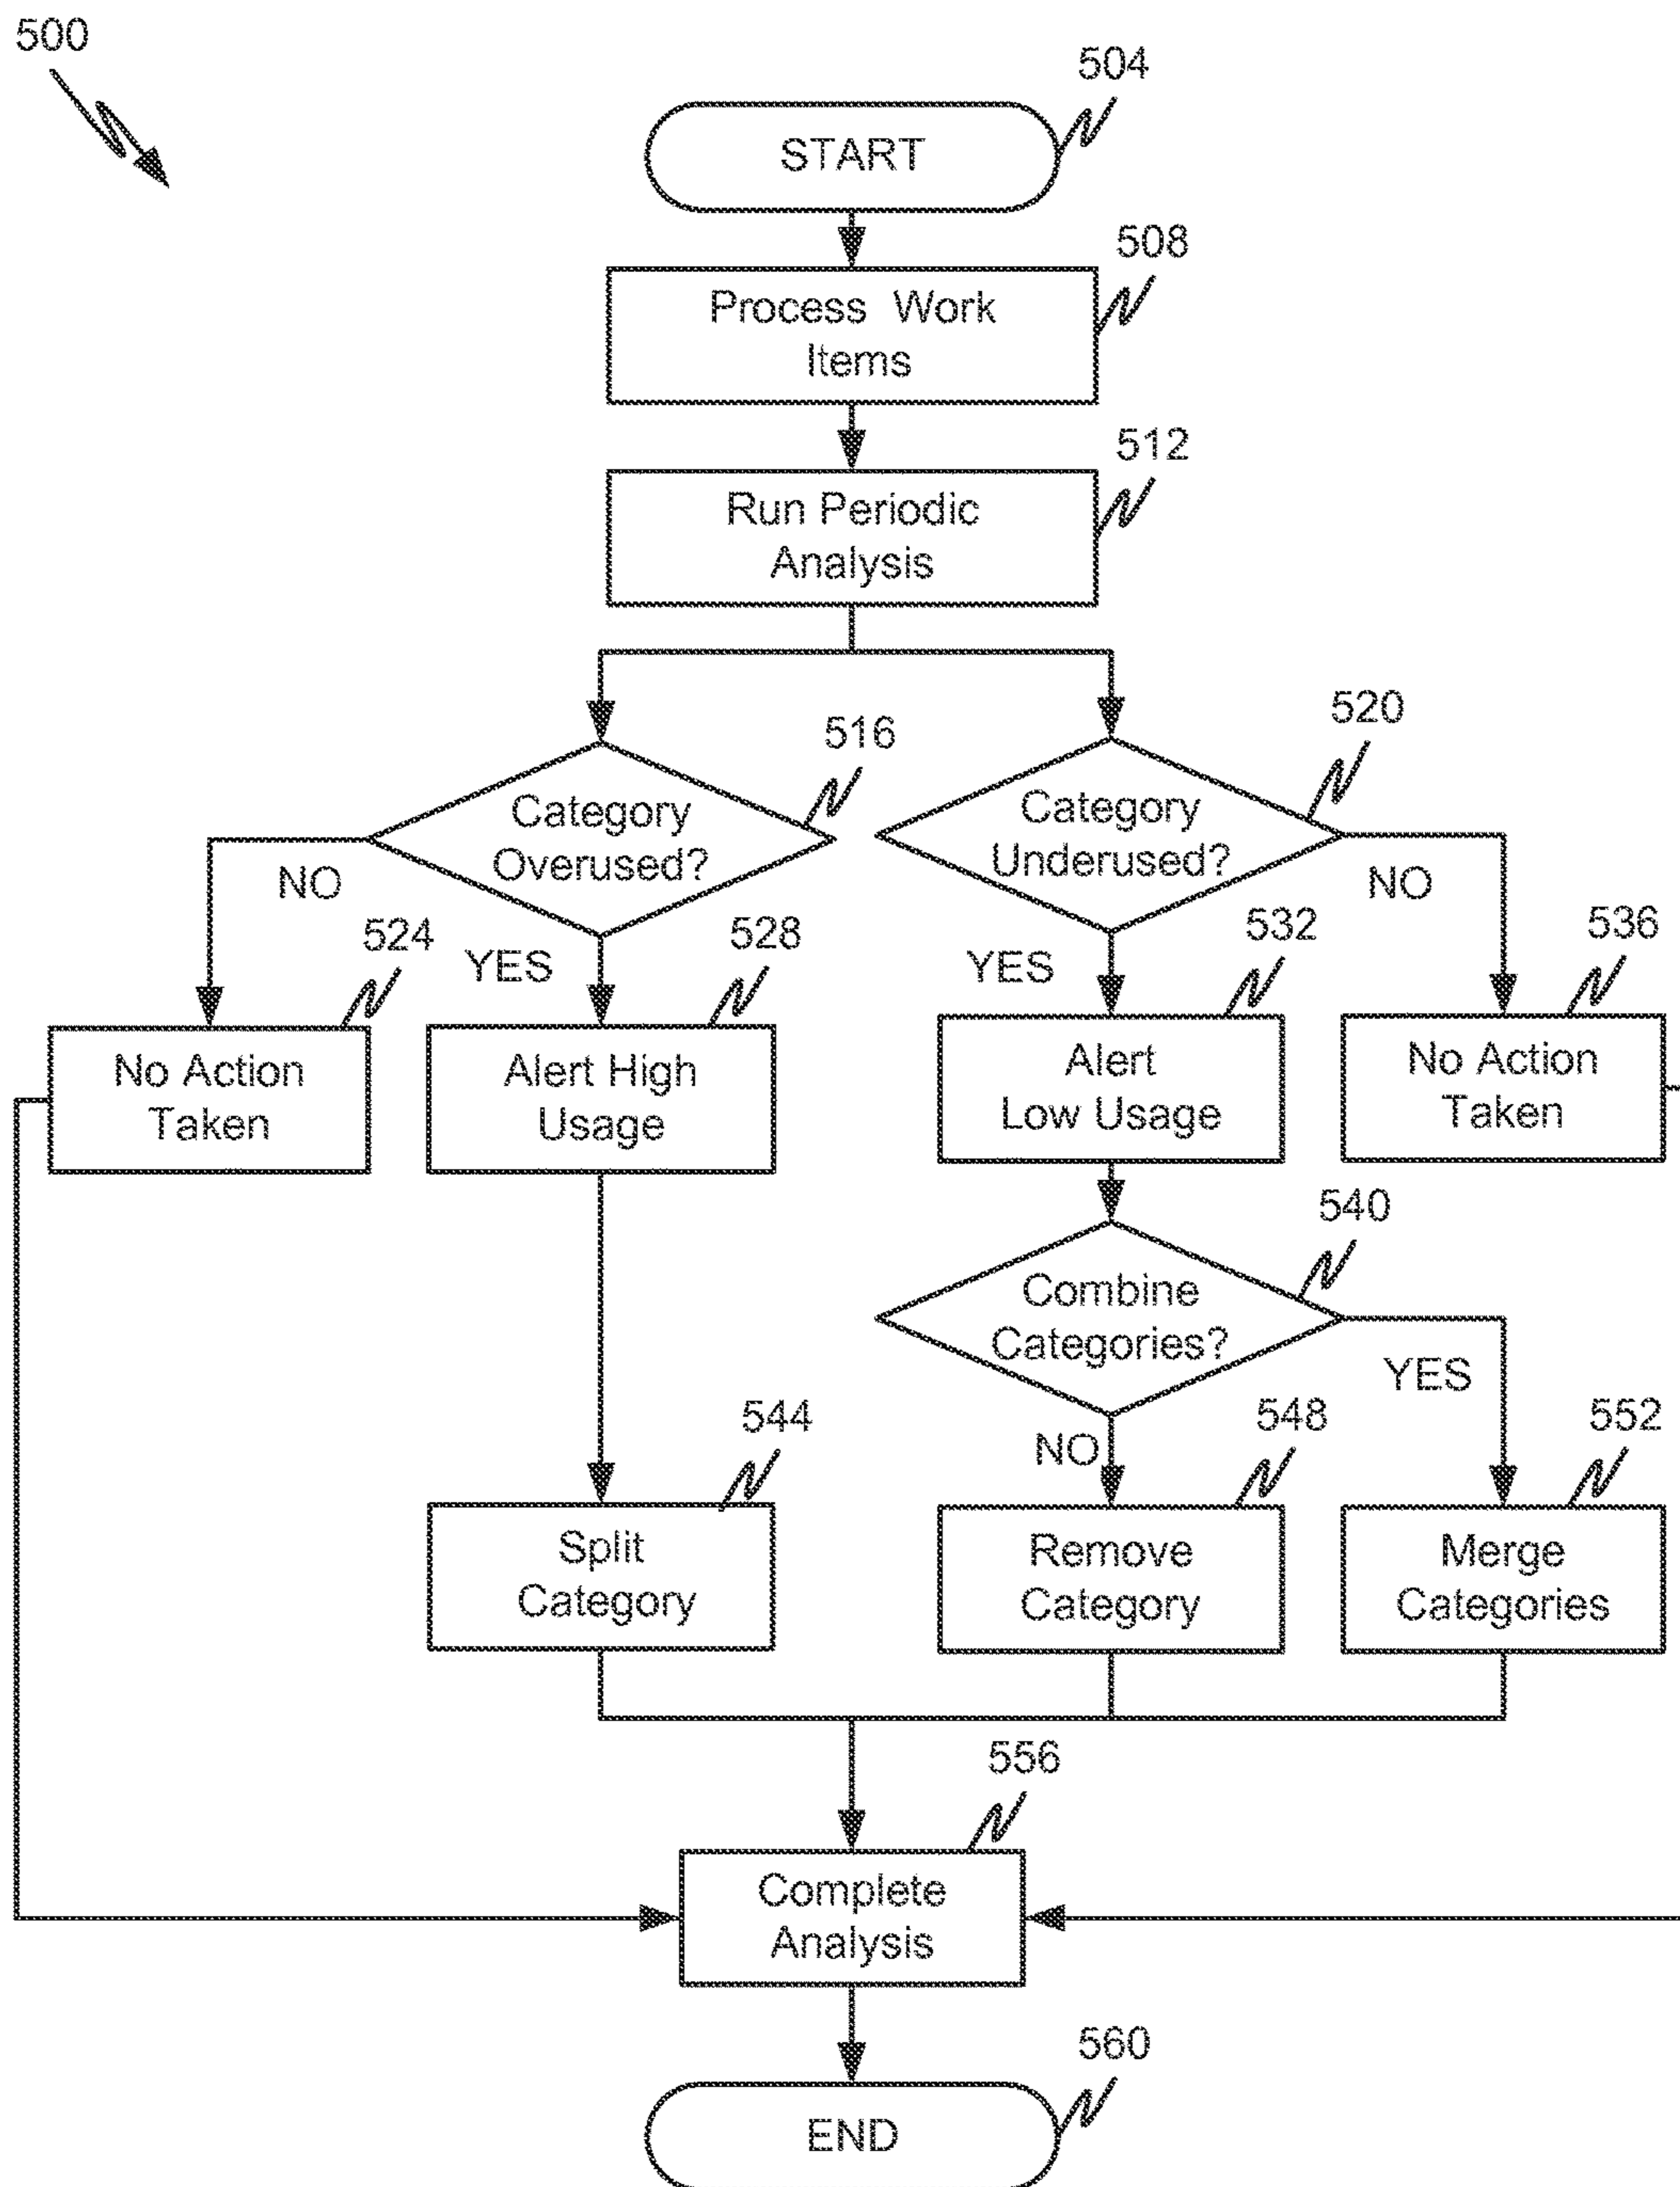 500
504
START
508
Process Work
Items
512
Run Periodic
Analysis
516
520
Category
Overused?
Category
Underused?
NO
NO
524
YES
528
YES
532
536
No Action
Taken
Alert High
Usage
Alert
Low Usage
No Action
Taken
540
Combine
Categories?
YES
544
NO
548
552
Split
Category
Remove
Category
Merge
Categories
556
Complete
Analysis
560
END